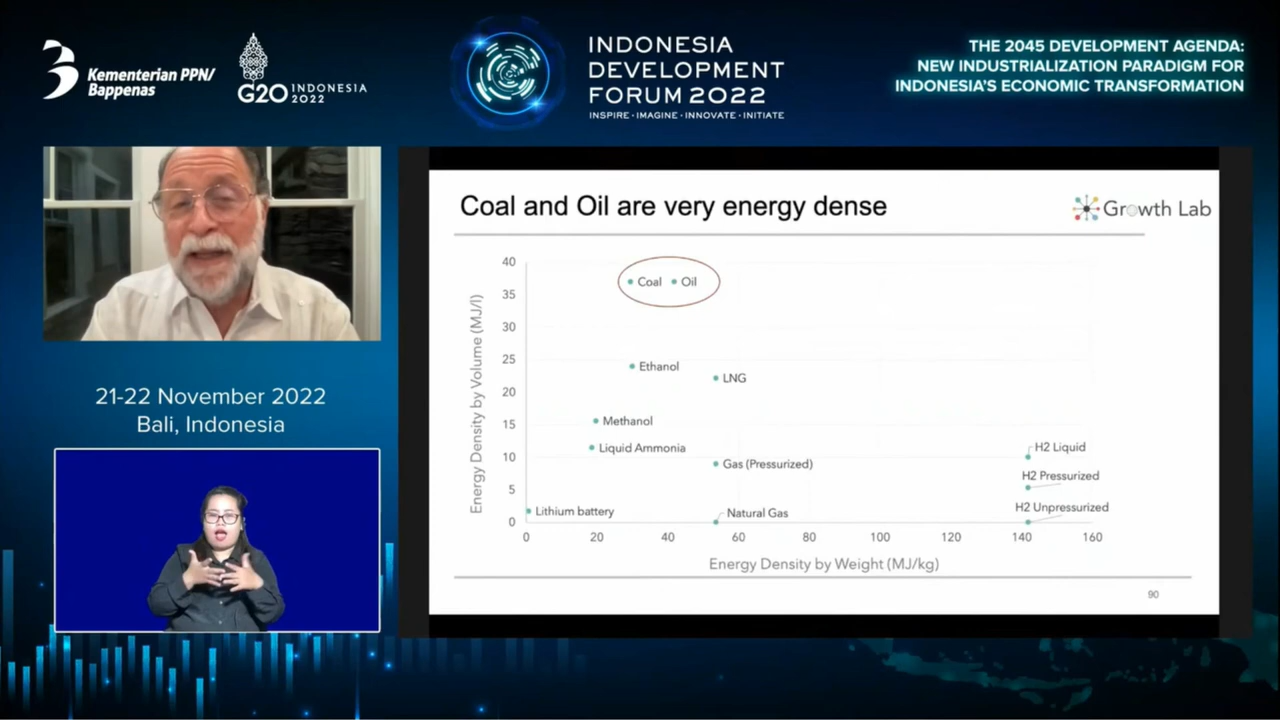 Kementerian PPN/
Bappenas
G20 INDONESIA
2022
INDONESIA
DEVELOPMENT
FORUM 2022
INSPIRE · IMAGINE · INNOVATE · INITIATE
THE 2045 DEVELOPMENT AGENDA:
NEW INDUSTRIALIZATION PARADIGM FOR
INDONESIA'S ECONOMIC TRANSFORMATION
21-22 November 2022
Bali, Indonesia
Coal and Oil are very energy dense
Growth Lab
Energy Density by Volume (MJ/l)
40
35
30
25
20
15
10
5
0
Coal
Oil
Ethanol
LNG
Methanol
Liquid Ammonia
Gas (Pressurized)
H2 Liquid
H2 Pressurized
H2 Unpressurized
Lithium battery
Natural Gas
0 20 40 60 80 100 120 140 160
Energy Density by Weight (MJ/kg)
90